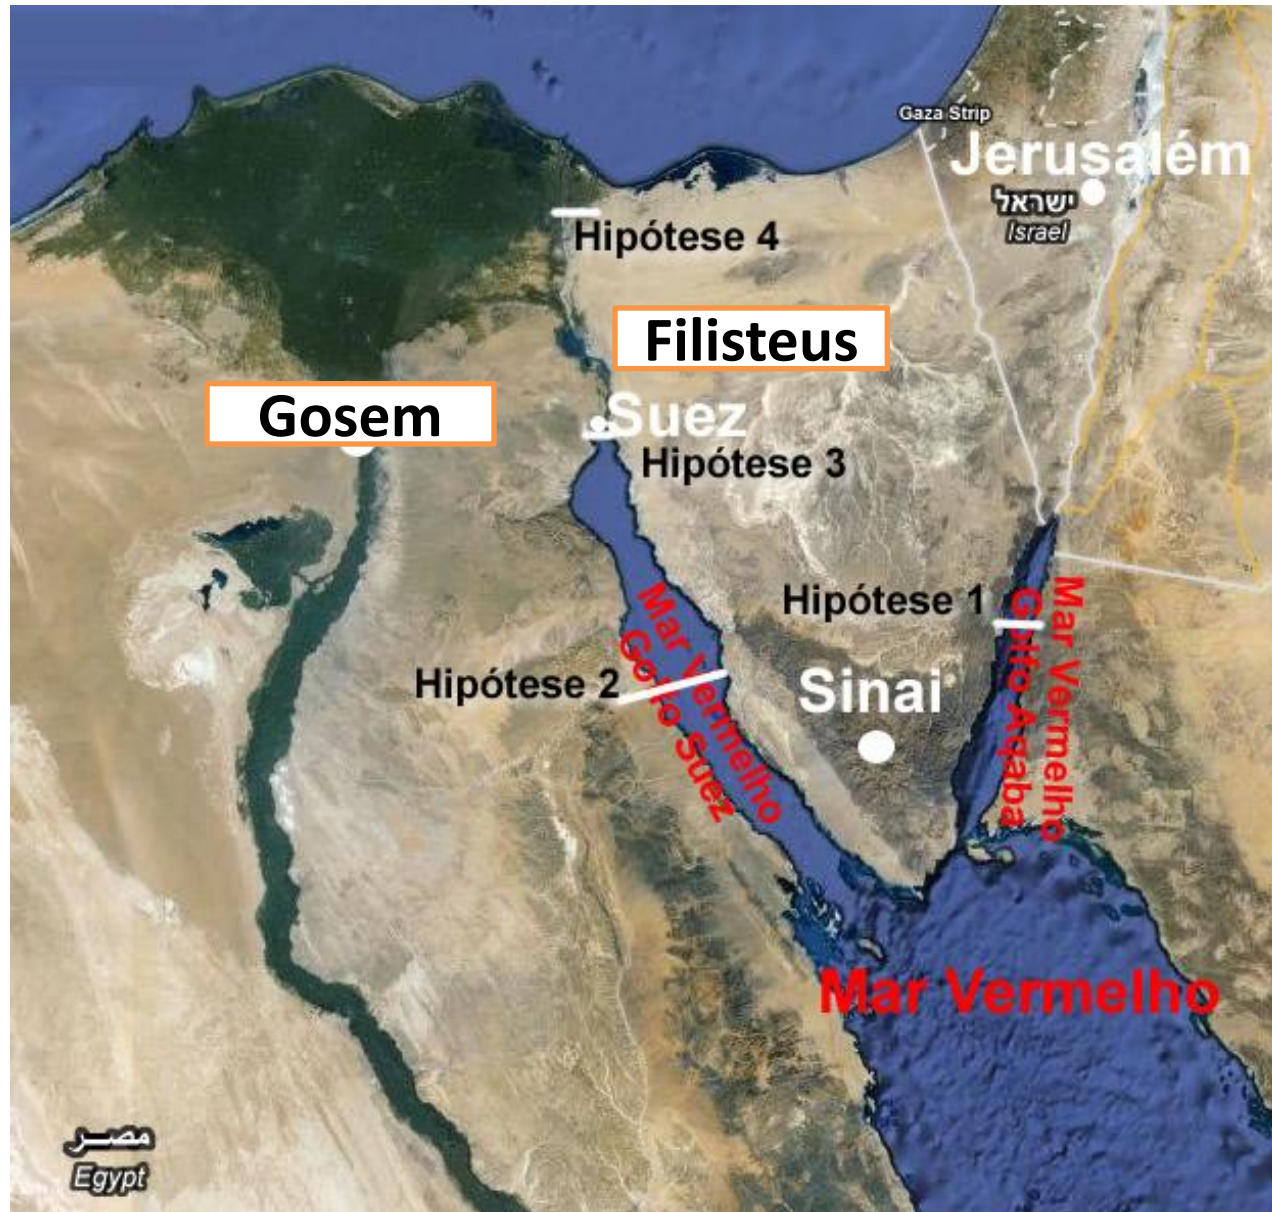 Gaza Strip
Jerusalém
ישראל
Israel
Hipótese 4
Filisteus
Gosem
Suez
Hipótese 3
Hipótese 1
Mar Vermelho
Golfo Aqaba
Mar Vermelho
Golfo Suez
Hipótese 2
Sinai
Mar Vermelho
مصر
Egypt